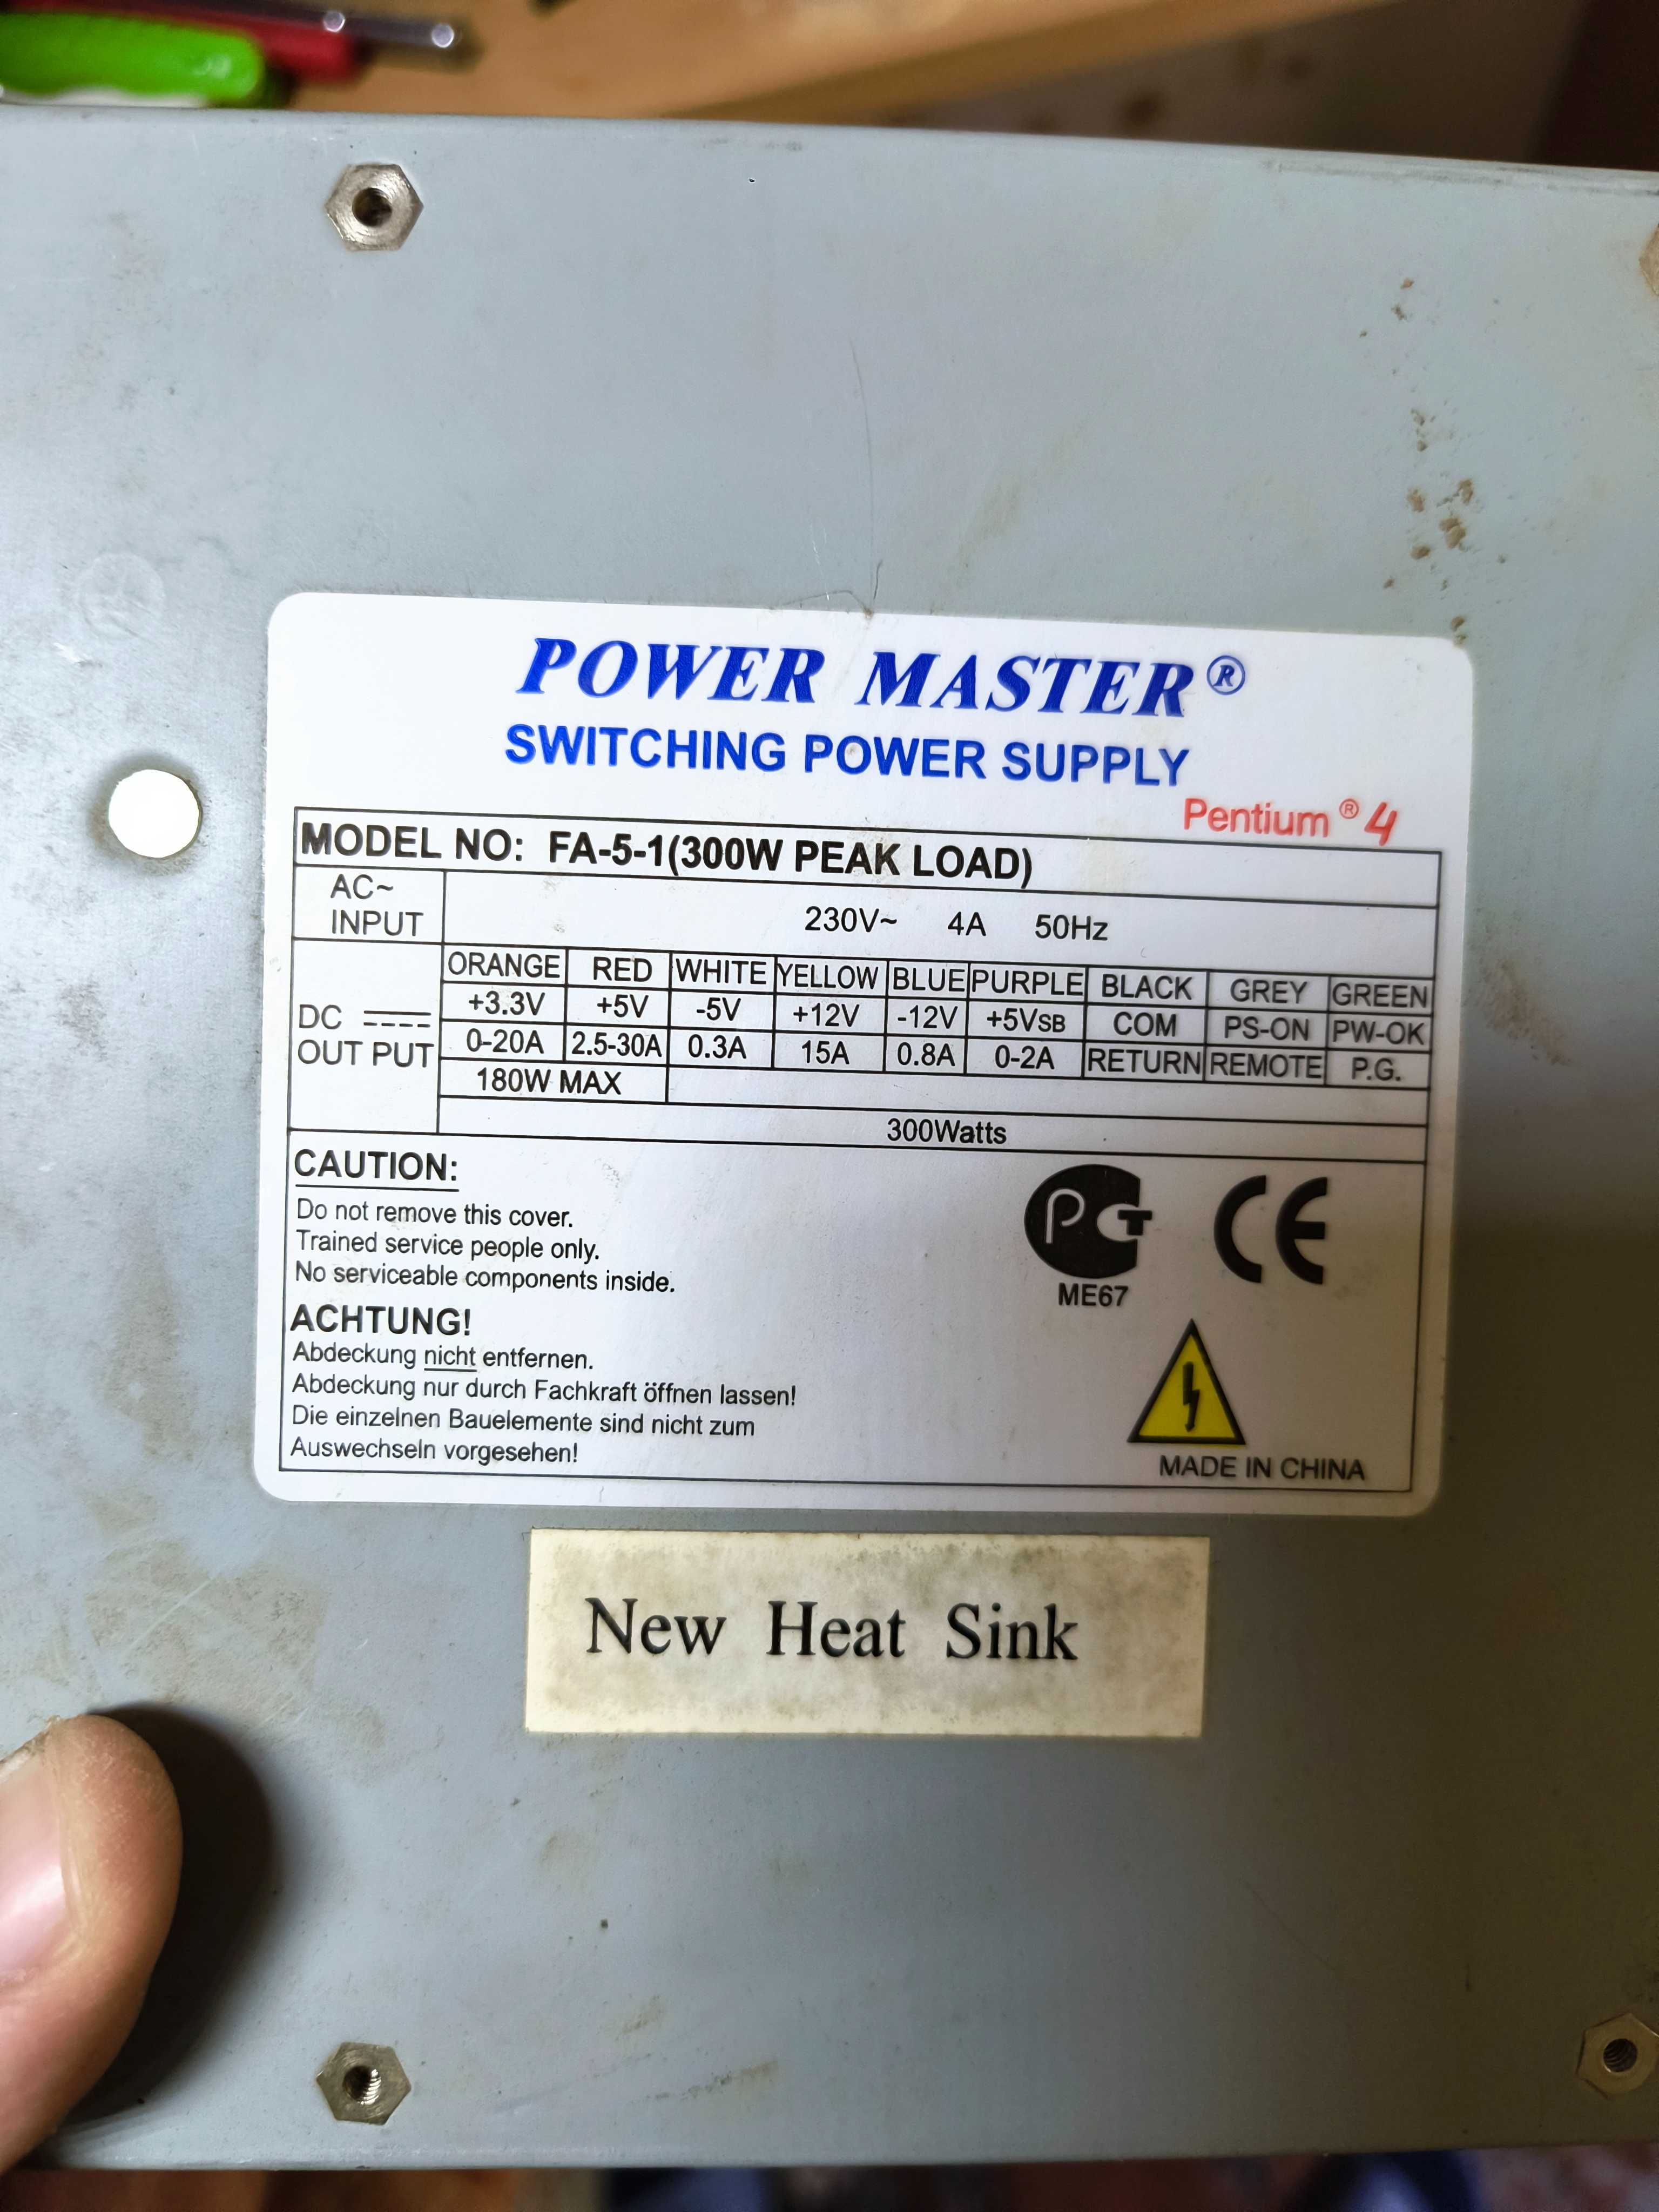 POWER MASTER®
SWITCHING POWER SUPPLY
Pentium® 4
MODEL NO: FA-5-1(300W PEAK LOAD)
AC~ INPUT 230V~ 4A 50Hz
DC OUT PUT
ORANGE RED WHITE YELLOW BLUE PURPLE BLACK GREY GREEN
+3.3V +5V -5V +12V -12V +5VSB COM PS-ON PW-OK
0-20A 2.5-30A 0.3A 15A 0.8A 0-2A RETURN REMOTE P.G.
180W MAX
300Watts
CAUTION:
Do not remove this cover.
Trained service people only.
No serviceable components inside.
ACHTUNG!
Abdeckung nicht entfernen.
Abdeckung nur durch Fachkraft öffnen lassen!
Die einzelnen Bauelemente sind nicht zum
Auswechseln vorgesehen!
PCT
ME67
CE
MADE IN CHINA
New Heat Sink